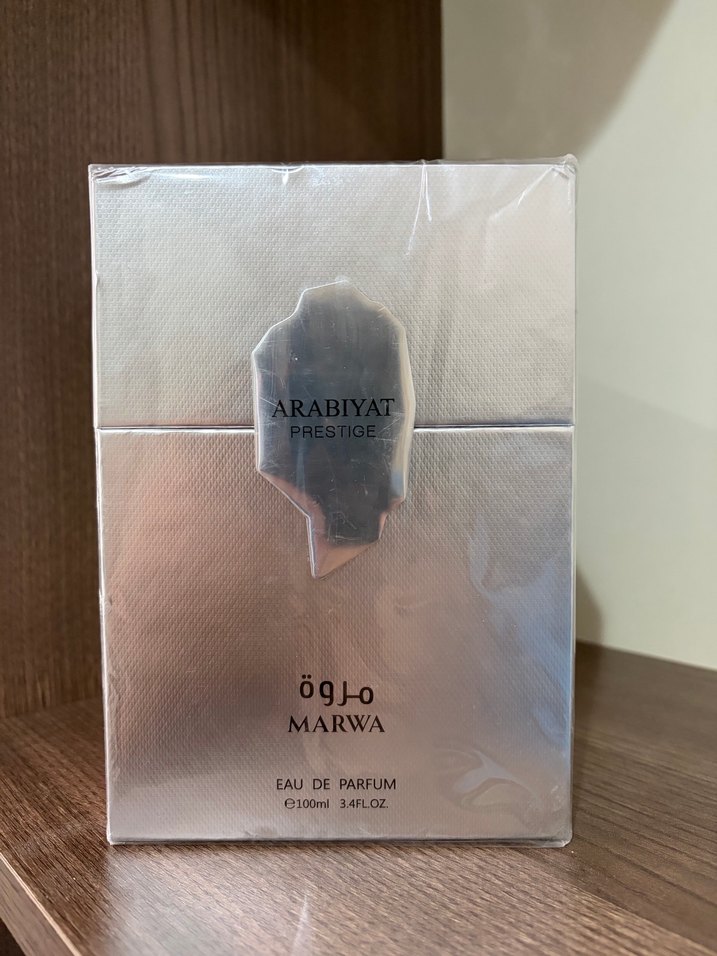 ARABIYAT
PRESTIGE
مروة
MARWA
EAU DE PARFUM
℮100ml 3.4FL.OZ.